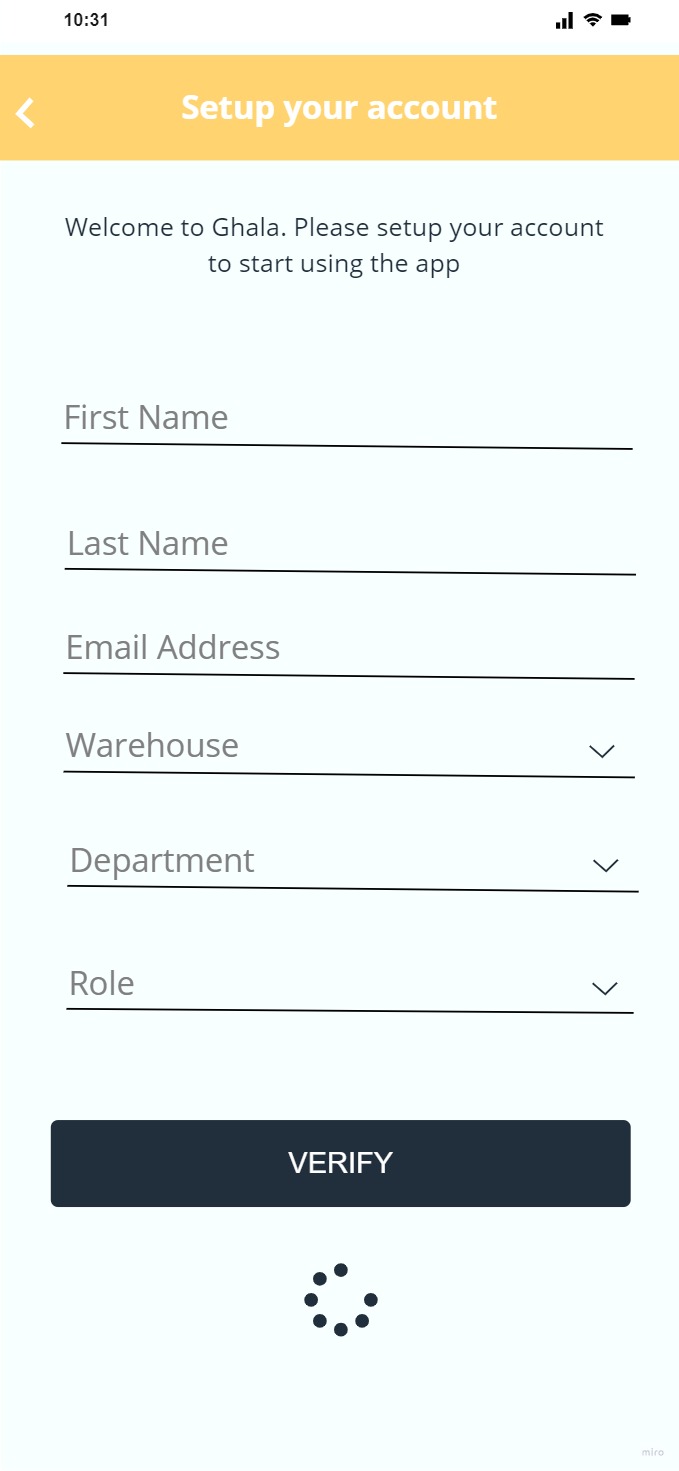 10:31
Setup your account
Welcome to Ghala. Please setup your account
to start using the app
First Name
Last Name
Email Address
Warehouse
Department
Role
VERIFY
miro